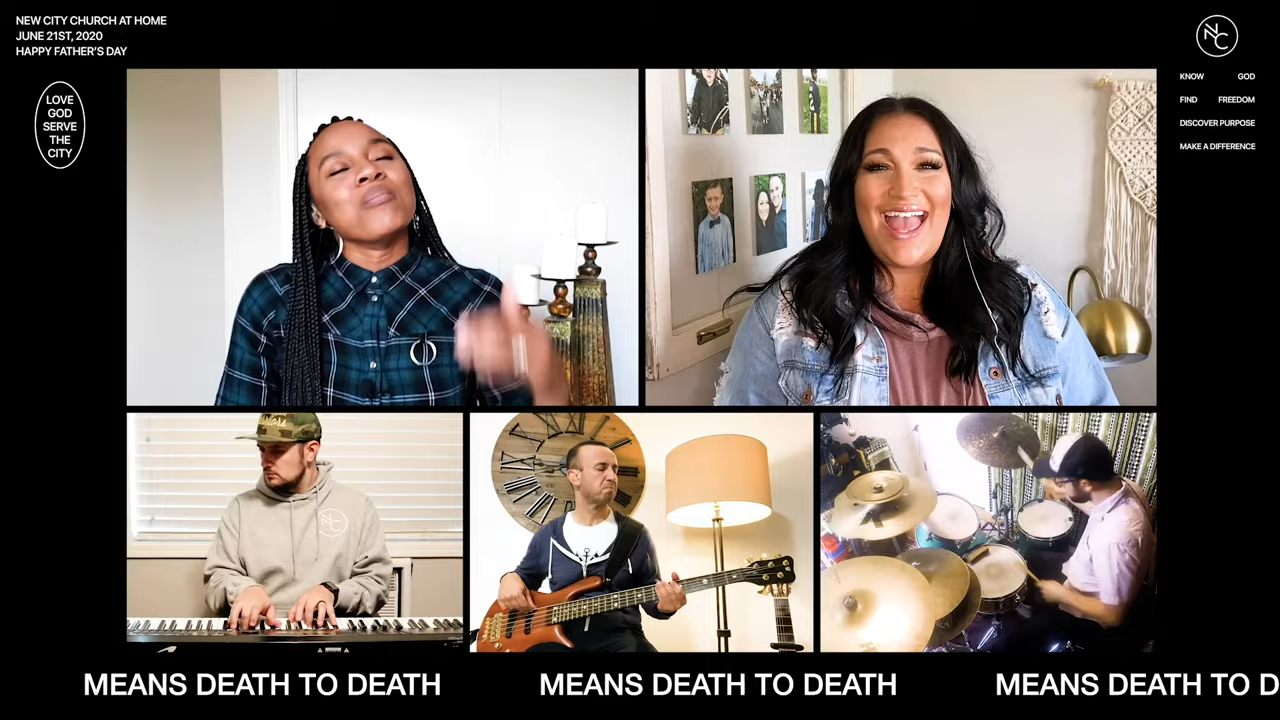 NEW CITY CHURCH AT HOME
JUNE 21ST, 2020
HAPPY FATHER'S DAY
LOVE
GOD
SERVE
THE
CITY
NC
KNOW GOD
FIND FREEDOM
DISCOVER PURPOSE
MAKE A DIFFERENCE
NC
MEANS DEATH TO DEATH MEANS DEATH TO DEATH MEANS DEATH TO D